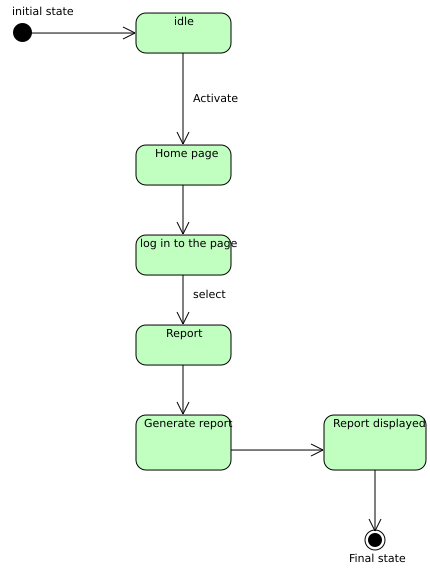 initial state
idle
Activate
Home page
log in to the page
select
Report
Generate report
Report displayed
Final state